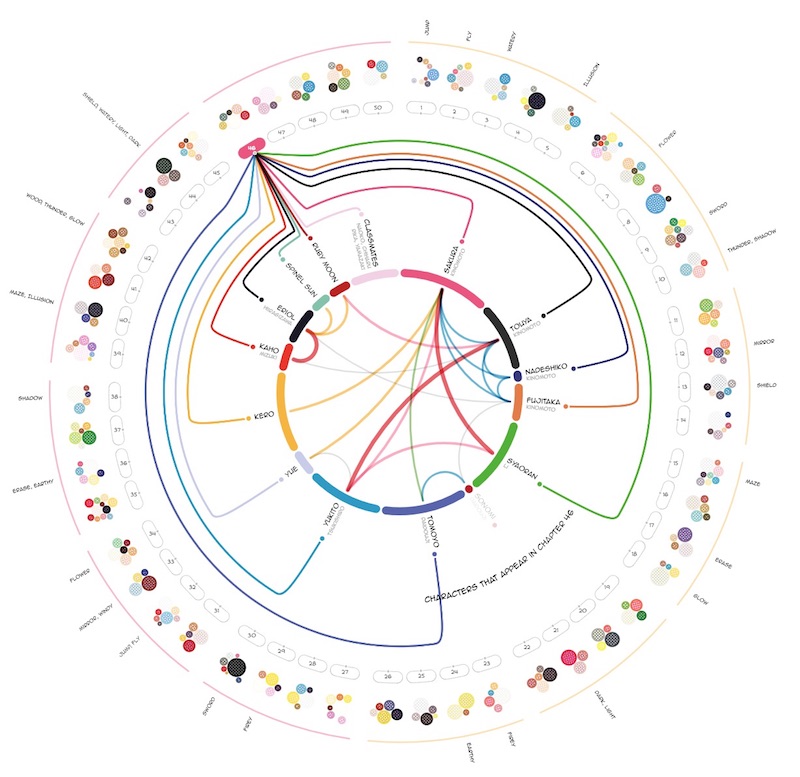 JUMP
FLY
WATERY
ILLUSION
FLOWER
SWORD
THUNDER, SHADOW
MIRROR
SHIELD
MAZE
ERASE
GLOW
DARK, LIGHT
FIREY
EARTHY
FIREY
SWORD
JUMP, FLY
MIRROR, WINDY
FLOWER
ERASE, EARTHY
SHADOW
MAZE, ILLUSION
WOOD, THUNDER, GLOW
SHIELD, WATERY, LIGHT, DARK
1
2
3
4
5
6
7
8
9
10
11
12
13
14
15
16
17
18
19
20
21
22
23
24
25
26
27
28
29
30
31
32
33
34
35
36
37
38
39
40
41
42
43
44
45
46
47
48
49
50
SAKURA
KINOMOTO
TOUYA
KINOMOTO
NADESHIKO
KINOMOTO
FUJITAKA
KINOMOTO
SYAORAN
LI
SONOMI
TOMOYO
DAIDOUJI
YUKITO
TSUKISHIRO
YUE
KERO
KAHO
MIZUKI
ERIOL
HIIRAGIZAWA
SPINEL SUN
RUBY MOON
CLASSMATES
CHARACTERS THAT APPEAR IN CHAPTER 46